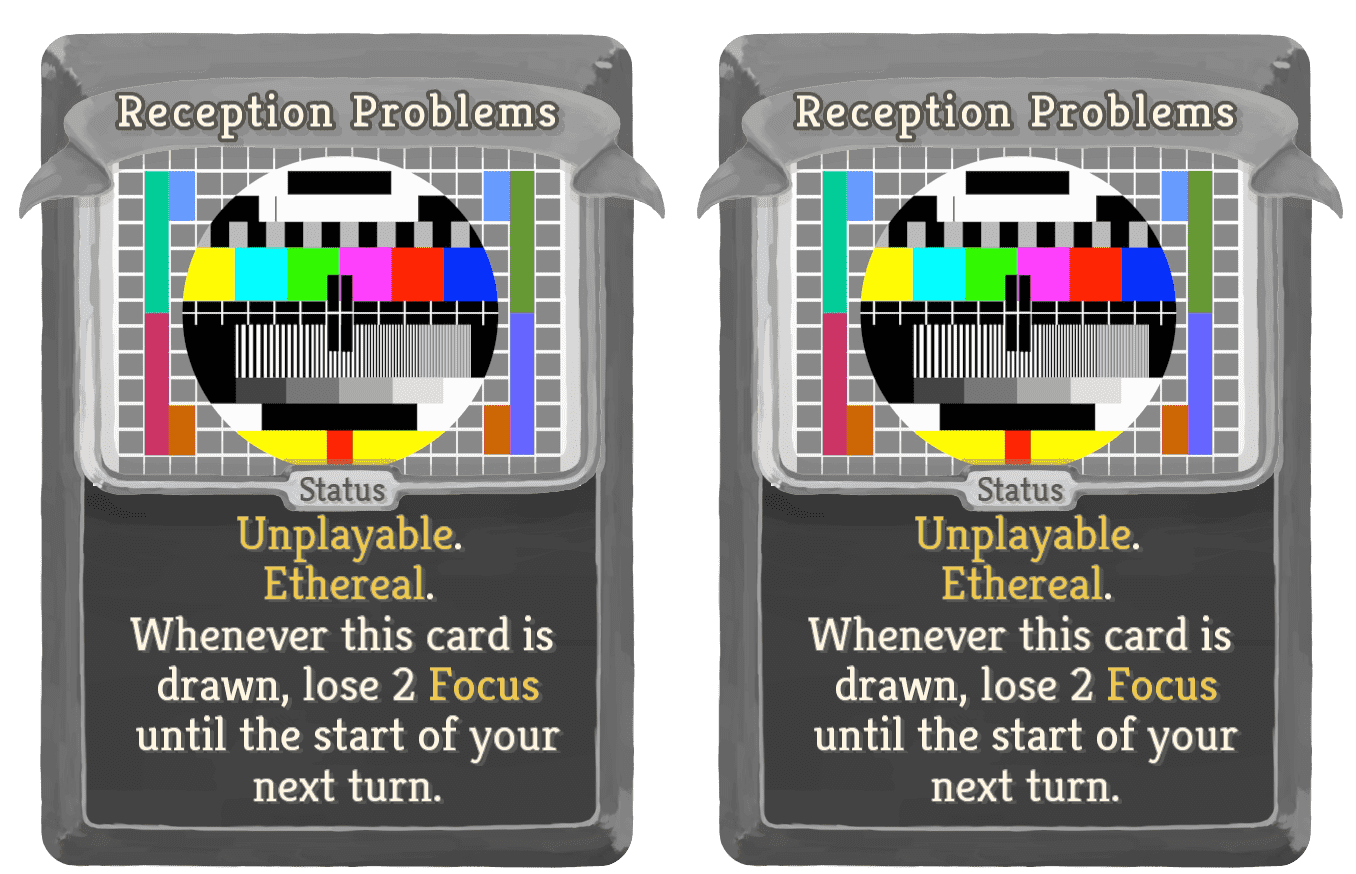 Reception Problems
Status
Unplayable.
Ethereal.
Whenever this card is
drawn, lose 2 Focus
until the start of your
next turn.
Reception Problems
Status
Unplayable.
Ethereal.
Whenever this card is
drawn, lose 2 Focus
until the start of your
next turn.